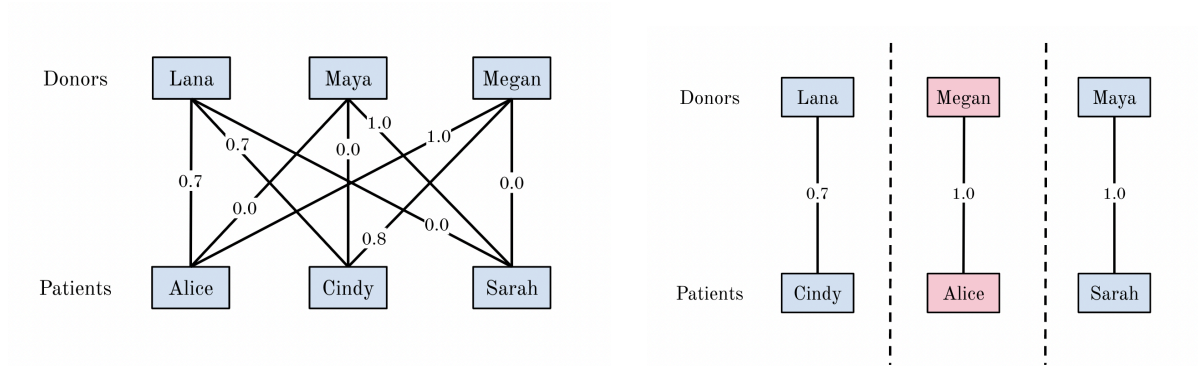 Donors Lana Maya Megan
0.7 0.7 0.0 0.0 1.0 1.0 0.8 0.0 0.0
Patients Alice Cindy Sarah
Donors Lana Megan Maya
0.7 1.0 1.0
Patients Cindy Alice Sarah